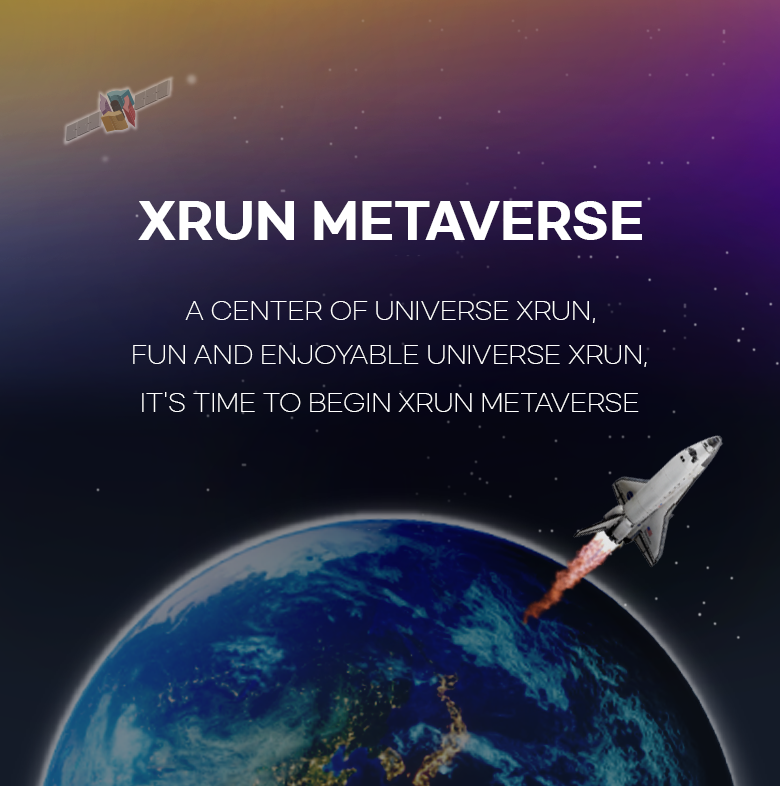 XRUN METAVERSE
A CENTER OF UNIVERSE XRUN,
FUN AND ENJOYABLE UNIVERSE XRUN,
IT'S TIME TO BEGIN XRUN METAVERSE